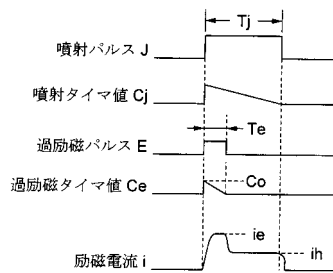 Tj
噴射パルス J
噴射タイマ値 Cj
Te
過励磁パルス E
Co
過励磁タイマ値 Ce
ie
ih
励磁電流 i